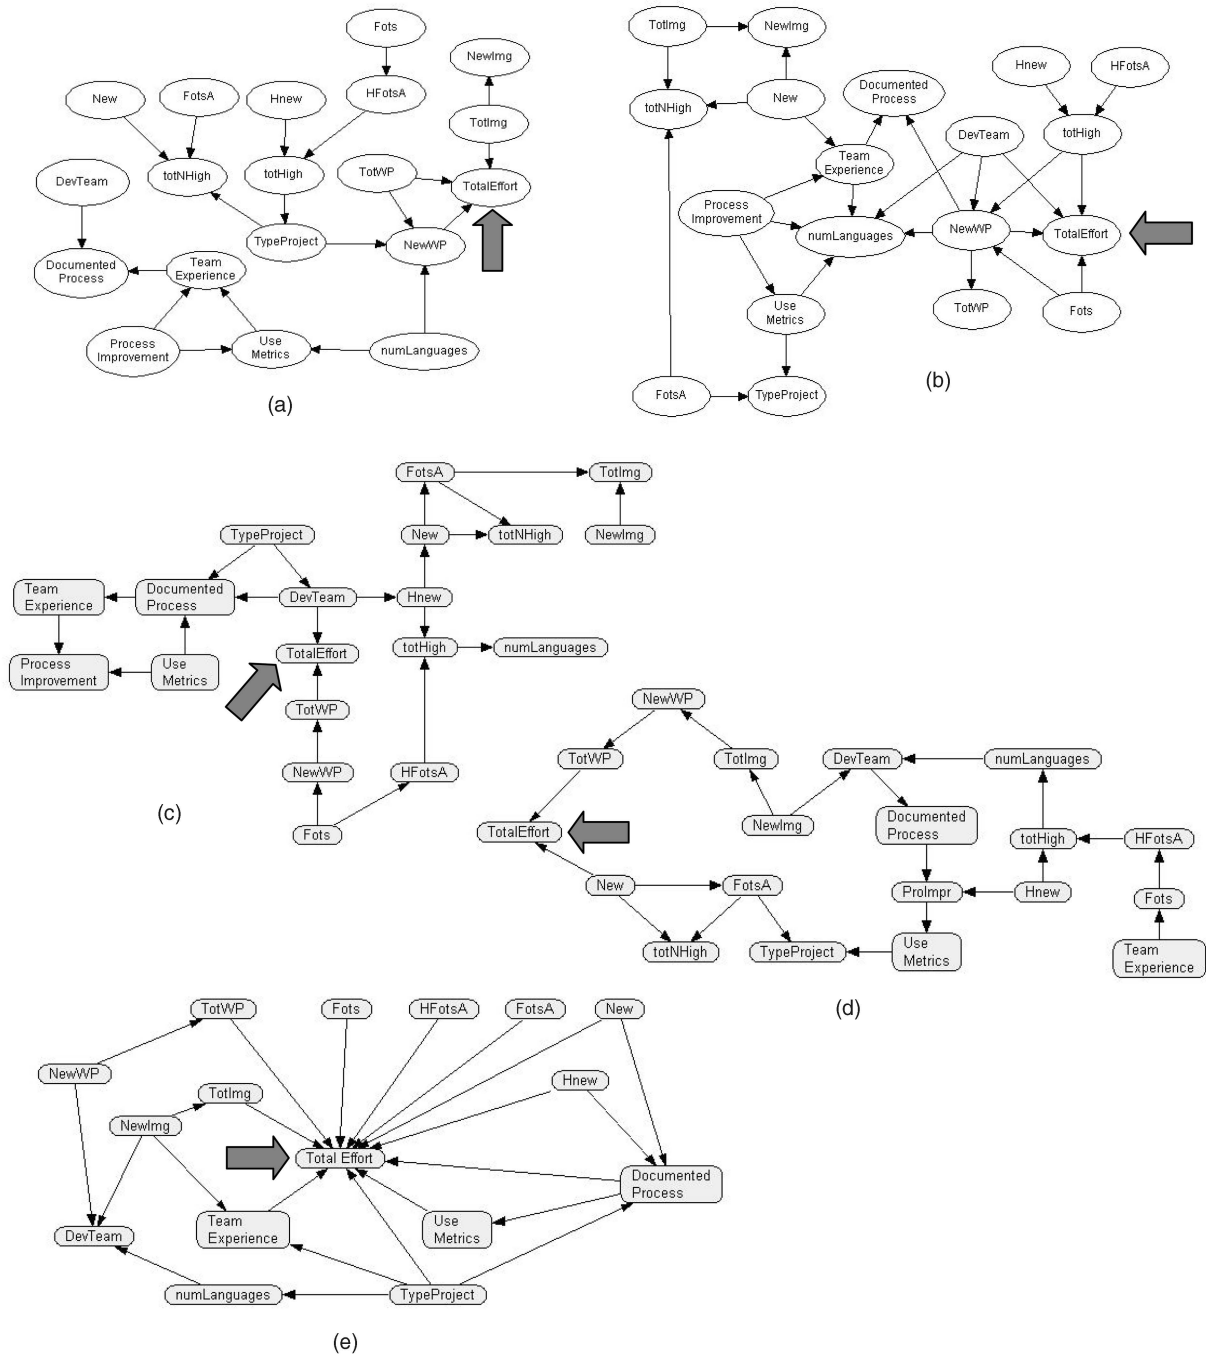 Fots
NewImg
New
FotsA
Hnew
HFotsA
TotImg
DevTeam
totNHigh
totHigh
TotWP
TotalEffort
TypeProject
NewWP
Documented
Process
Team
Experience
Process
Improvement
Use
Metrics
numLanguages
(a)
TotImg
NewImg
Hnew
HFotsA
totNHigh
New
Documented
Process
DevTeam
totHigh
Team
Experience
Process
Improvement
numLanguages
NewWP
TotalEffort
Use
Metrics
TotWP
Fots
FotsA
TypeProject
(b)
FotsA
TotImg
TypeProject
New
totNHigh
NewImg
Team
Experience
Documented
Process
DevTeam
Hnew
Process
Improvement
Use
Metrics
TotalEffort
totHigh
numLanguages
TotWP
NewWP
HFotsA
Fots
(c)
NewWP
TotWP
TotImg
DevTeam
numLanguages
TotalEffort
NewImg
Documented
Process
totHigh
HFotsA
New
FotsA
ProImpr
Hnew
Fots
totNHigh
TypeProject
Use
Metrics
Team
Experience
(d)
TotWP
Fots
HFotsA
FotsA
New
NewWP
TotImg
Hnew
NewImg
Total Effort
Documented
Process
DevTeam
Team
Experience
Use
Metrics
numLanguages
TypeProject
(e)